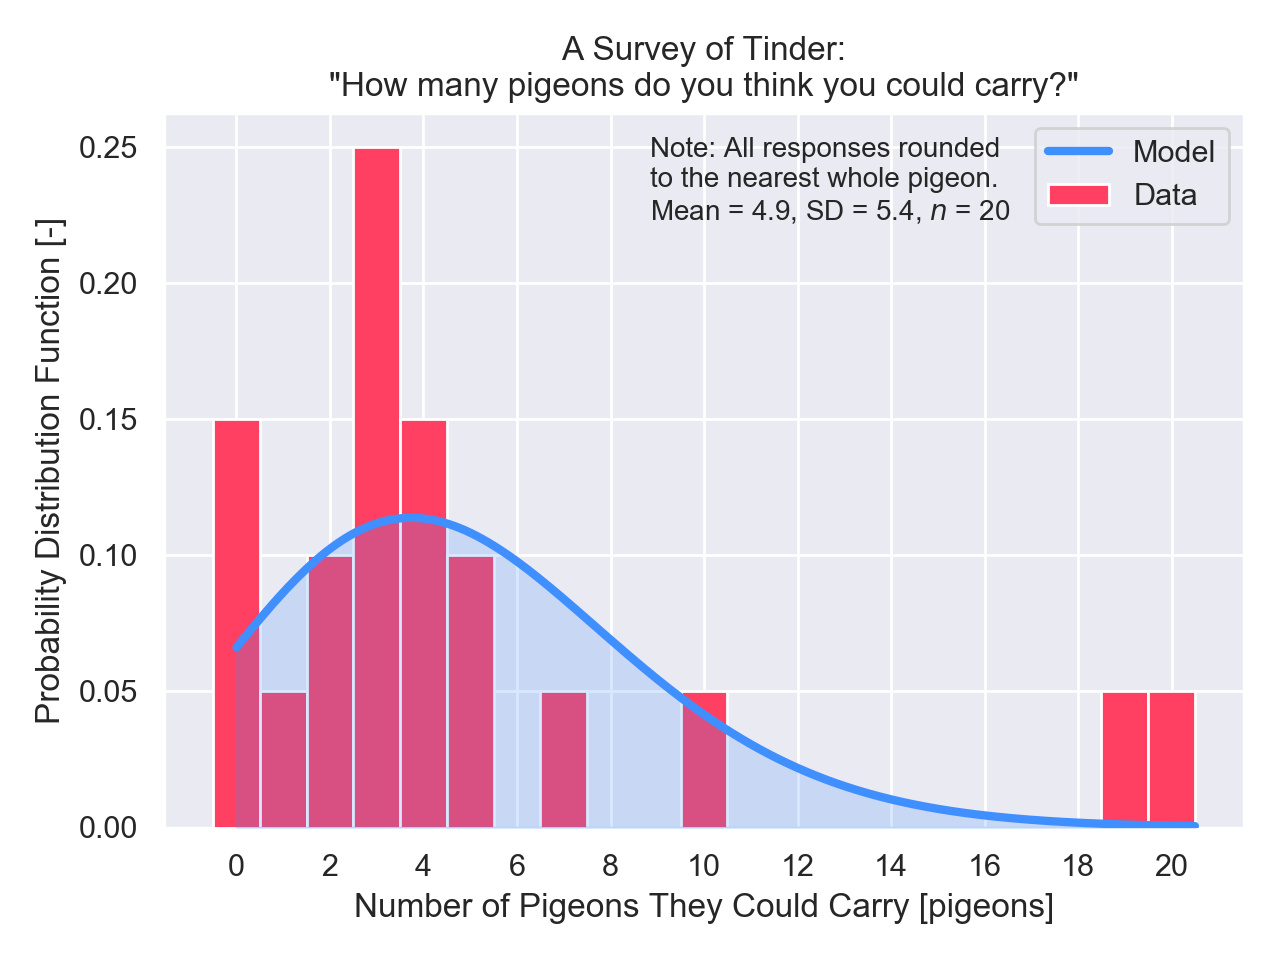 A Survey of Tinder:
"How many pigeons do you think you could carry?"
Note: All responses rounded
to the nearest whole pigeon.
Mean = 4.9, SD = 5.4, n = 20
Model
Data
Probability Distribution Function [-]
0.25
0.20
0.15
0.10
0.05
0.00
0 2 4 6 8 10 12 14 16 18 20
Number of Pigeons They Could Carry [pigeons]